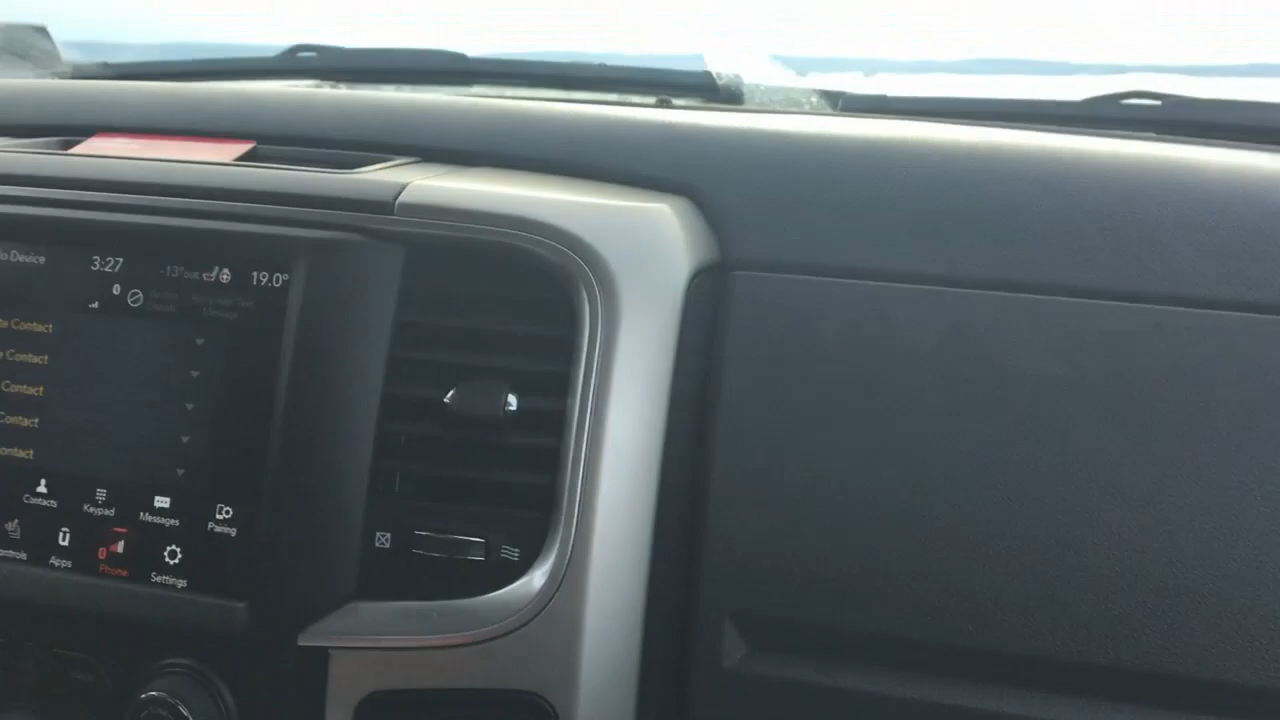 o Device 3:27 -13°out 19.0°
te Contact
e Contact
Contact
Contact
ontact
Contacts Keypad Messages Pairing
ontrols Apps Phone Settings